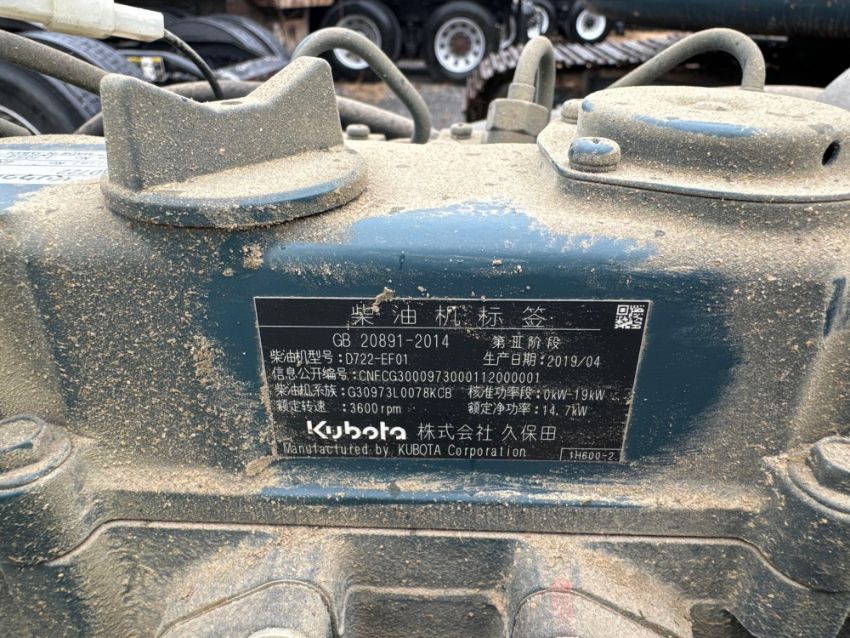 柴油机标签
GB 20891-2014 第Ⅲ阶段
柴油机型号：D722-EF01 生产日期：2019/04
信息公开编号：CNFCG3000973000112000001
柴油机系族：G30973L0078KCB 核准功率段：0kW-19kW
额定转速：3600rpm 额定净功率：14.7kW
Kubota 株式会社 久保田
Manufactured by KUBOTA Corporation 1H600-2